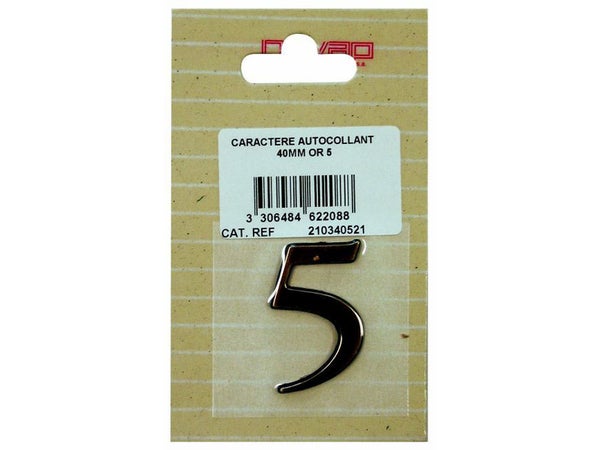 CARACTERE AUTOCOLLANT
40MM OR 5
3 306484 622088
CAT. REF 210340521
5